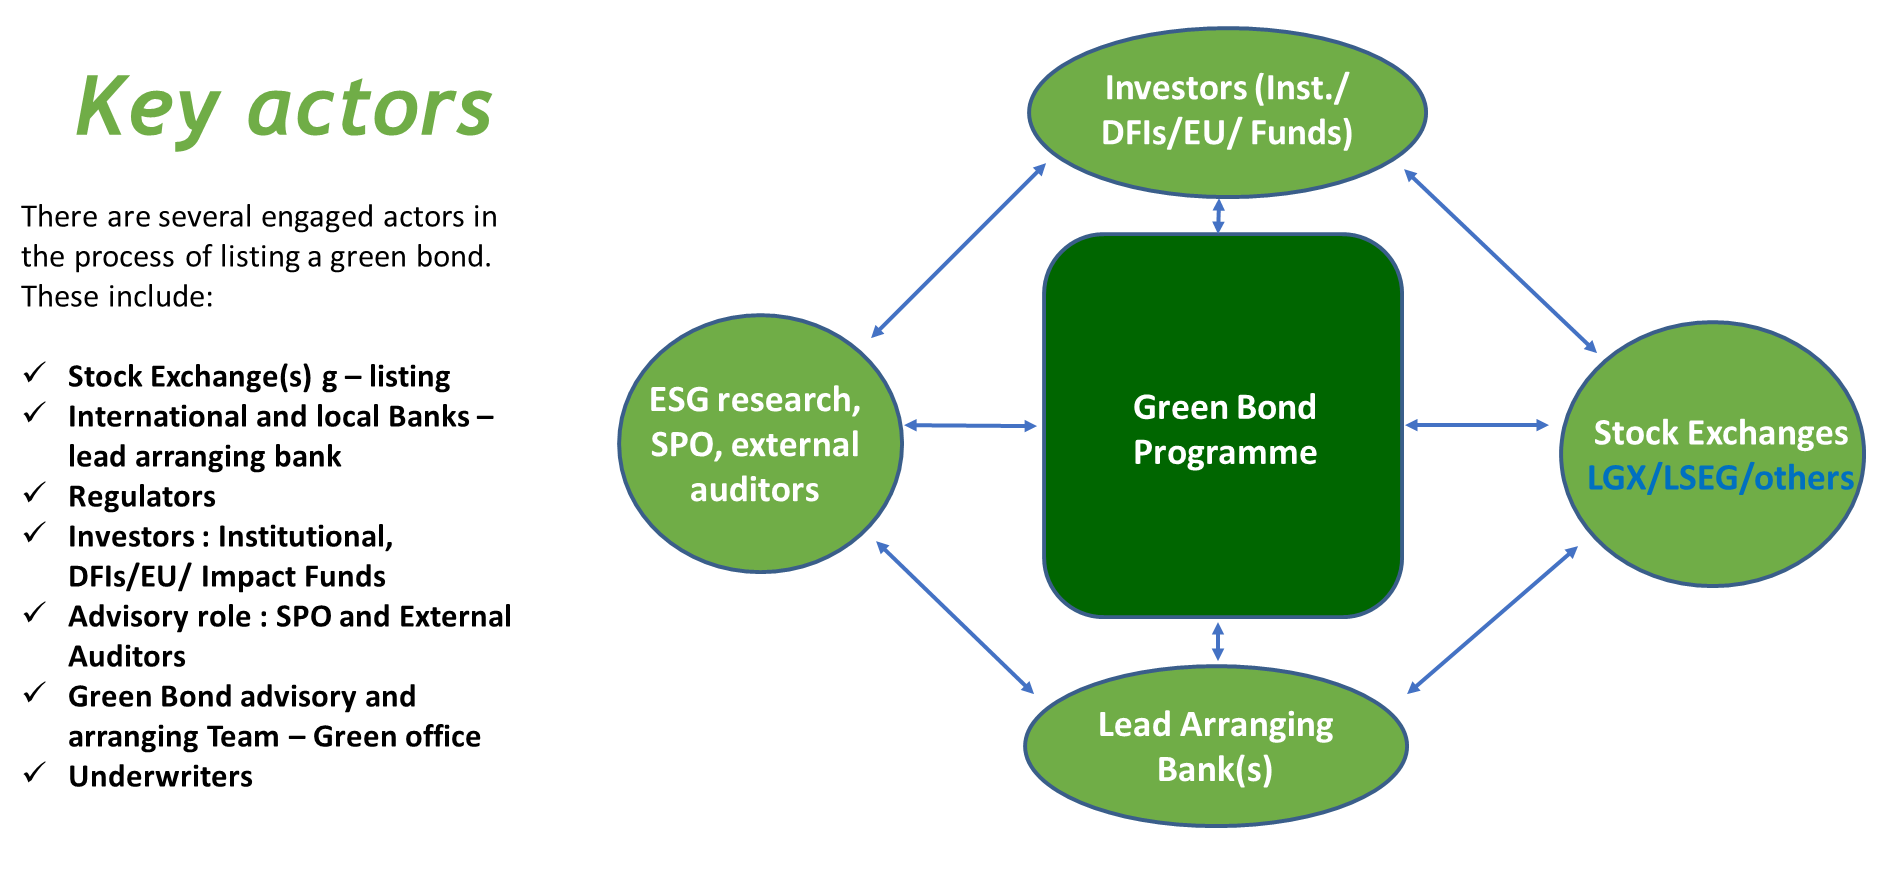 Key actors
There are several engaged actors in
the process of listing a green bond.
These include:
✓ Stock Exchange(s) g – listing
✓ International and local Banks –
lead arranging bank
✓ Regulators
✓ Investors : Institutional,
DFIs/EU/ Impact Funds
✓ Advisory role : SPO and External
Auditors
✓ Green Bond advisory and
arranging Team – Green office
✓ Underwriters
Investors (Inst./
DFIs/EU/ Funds)
ESG research,
SPO, external
auditors
Green Bond
Programme
Stock Exchanges
LGX/LSEG/others
Lead Arranging
Bank(s)